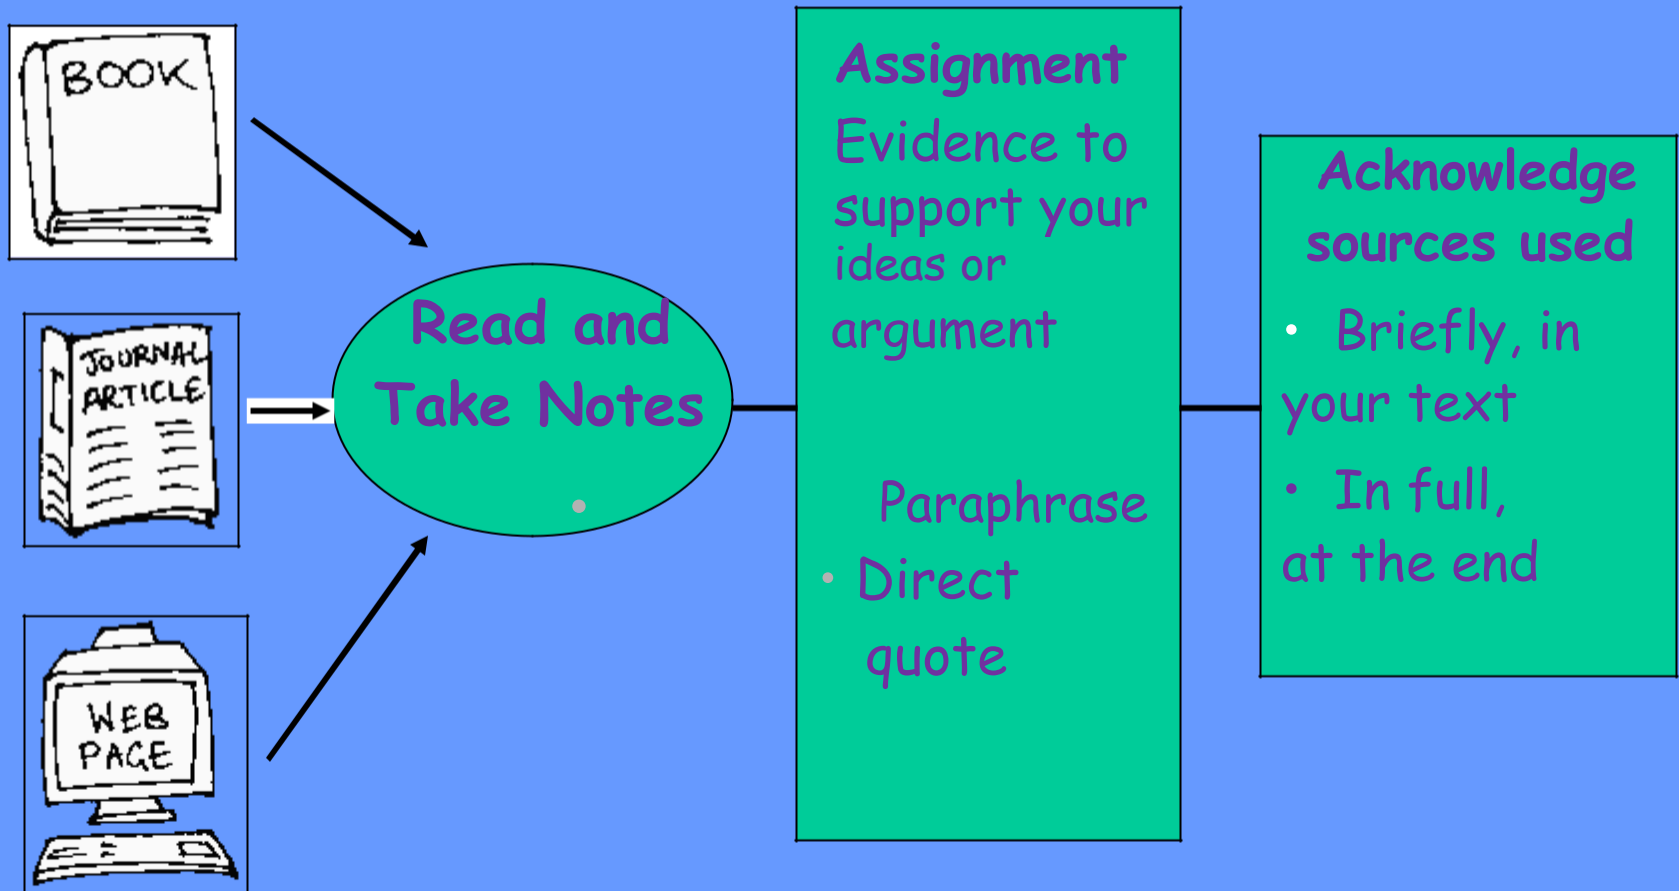 BOOK
JOURNAL
ARTICLE
WEB
PAGE
Read and
Take Notes
Assignment
Evidence to
support your
ideas or
argument
Paraphrase
• Direct
quote
Acknowledge
sources used
• Briefly, in
your text
• In full,
at the end